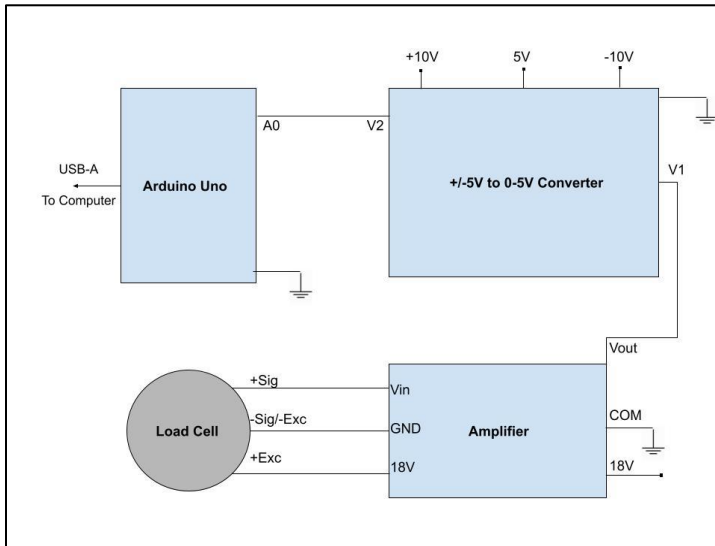 +10V 5V -10V
A0 V2
USB-A
To Computer
Arduino Uno
+/-5V to 0-5V Converter
V1
Vout
+Sig
Vin
-Sig/-Exc
GND
COM
Load Cell
Amplifier
+Exc
18V
18V